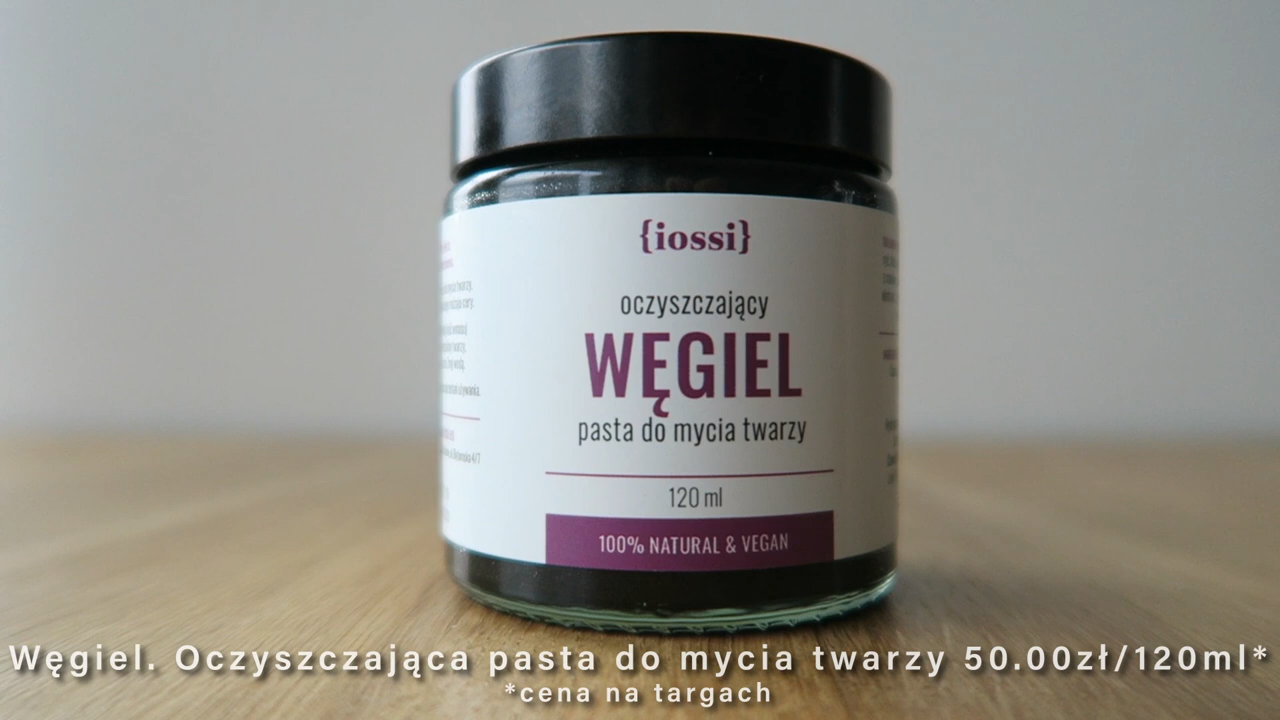 {iossi}
oczyszczający
WĘGIEL
pasta do mycia twarzy
120 ml
100% NATURAL & VEGAN
Węgiel. Oczyszczająca pasta do mycia twarzy 50.00zł/120ml*
*cena na targach